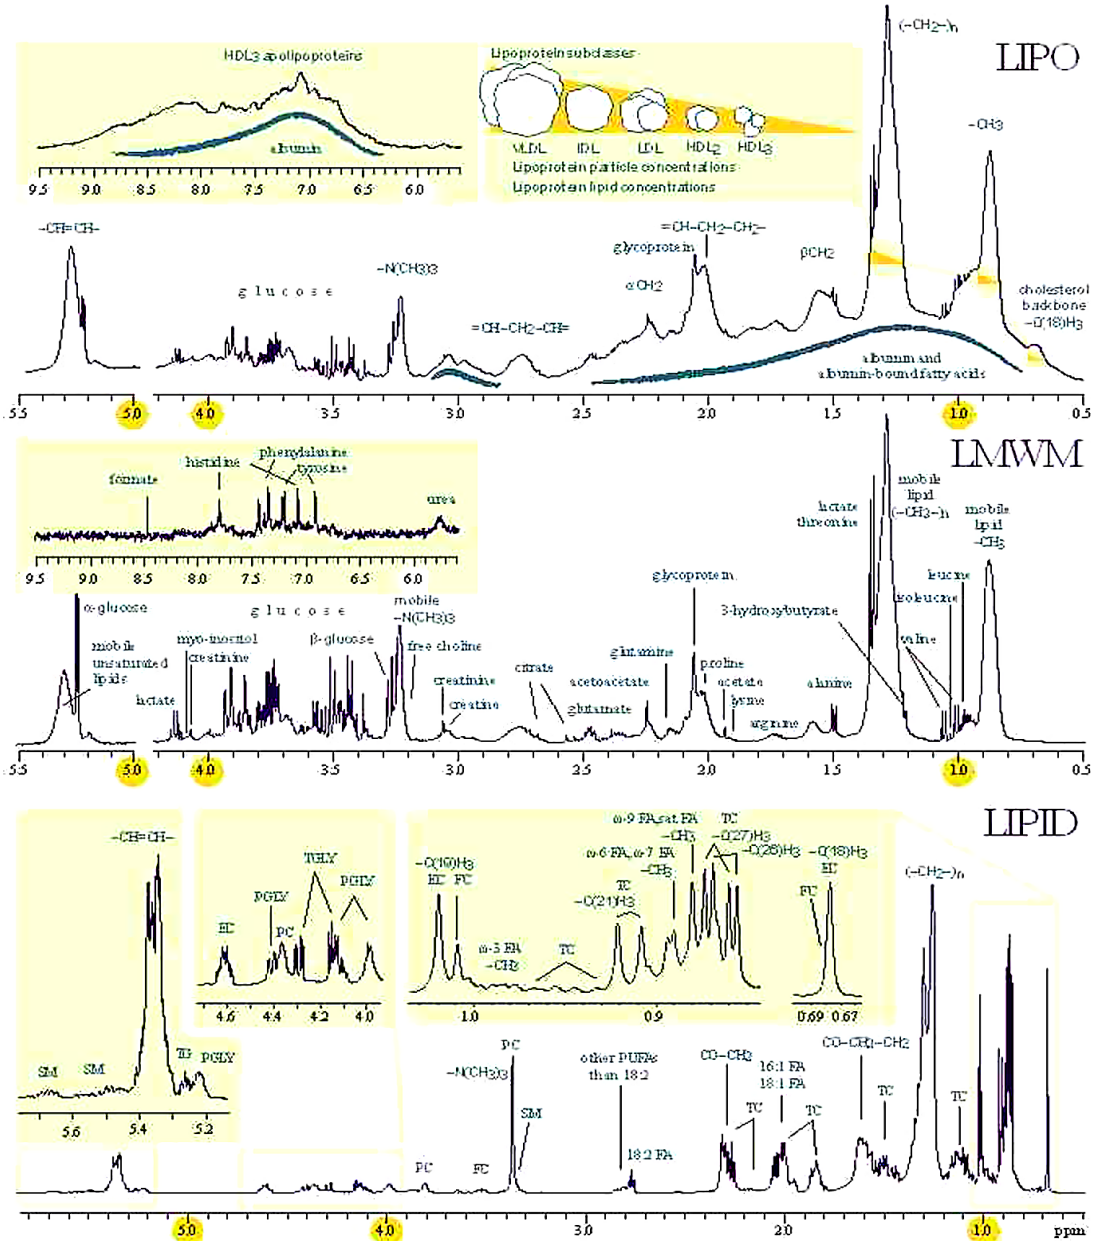 LIPO
HDL3 apolipoproteins
albumin
9.5 9.0 8.5 8.0 7.5 7.0 6.5 6.0
Lipoprotein subclasses
VLDL IDL LDL HDL2 HDL3
Lipoprotein particle concentrations
Lipoprotein lipid concentrations
(-CH2-)n
-CH3
-CH=CH-
glucose
-N(CH3)3
=CH-CH2-CH=
αCH2
glycoprotein
=CH-CH2-CH2-
βCH2
cholesterol
backbone
-C(18)H3
albumin and
albumin-bound fatty acids
5.5 5.0 4.0 3.5 3.0 2.5 2.0 1.5 1.0 0.5
LMWM
formate
histidine
phenylalanine
tyrosine
urea
9.5 9.0 8.5 8.0 7.5 7.0 6.5 6.0
α-glucose
mobile
unsaturated
lipids
lactate
myo-inositol
creatinine
glucose
β-glucose
mobile
-N(CH3)3
free choline
creatinine
creatine
citrate
acetoacetate
glutamate
glutamine
glycoprotein
proline
acetate
lysine
arginine
alanine
3-hydroxybutyrate
lactate
threonine
mobile
lipid
(-CH3-)n
mobile
lipid
-CH3
leucine
isoleucine
valine
5.5 5.0 4.0 3.5 3.0 2.5 2.0 1.5 1.0 0.5
LIPID
-CH=CH-
SM
SM
TG
PGLY
5.6 5.4 5.2
EC
PGLY
PC
TGLY
PGLY
4.6 4.4 4.2 4.0
-C(19)H3
EC FC
ω-3 FA
-CH3
TC
TC
-C(21)H3
ω-6 FA, ω-7 FA
-CH3
ω-9 FA, sat. FA
-CH3
TC
-C(27)H3
-C(26)H3
1.0 0.9
-C(18)H3
EC
FC
0.69 0.67
(-CH2-)n
PC
FC
PC
-N(CH3)3
SM
other PUFAs
than 18:2
18:2 FA
CO-CH2
TC
16:1 FA
18:1 FA
TC
CO-CH2-CH2
TC
TC
5.0 4.0 3.0 2.0 1.0 ppm